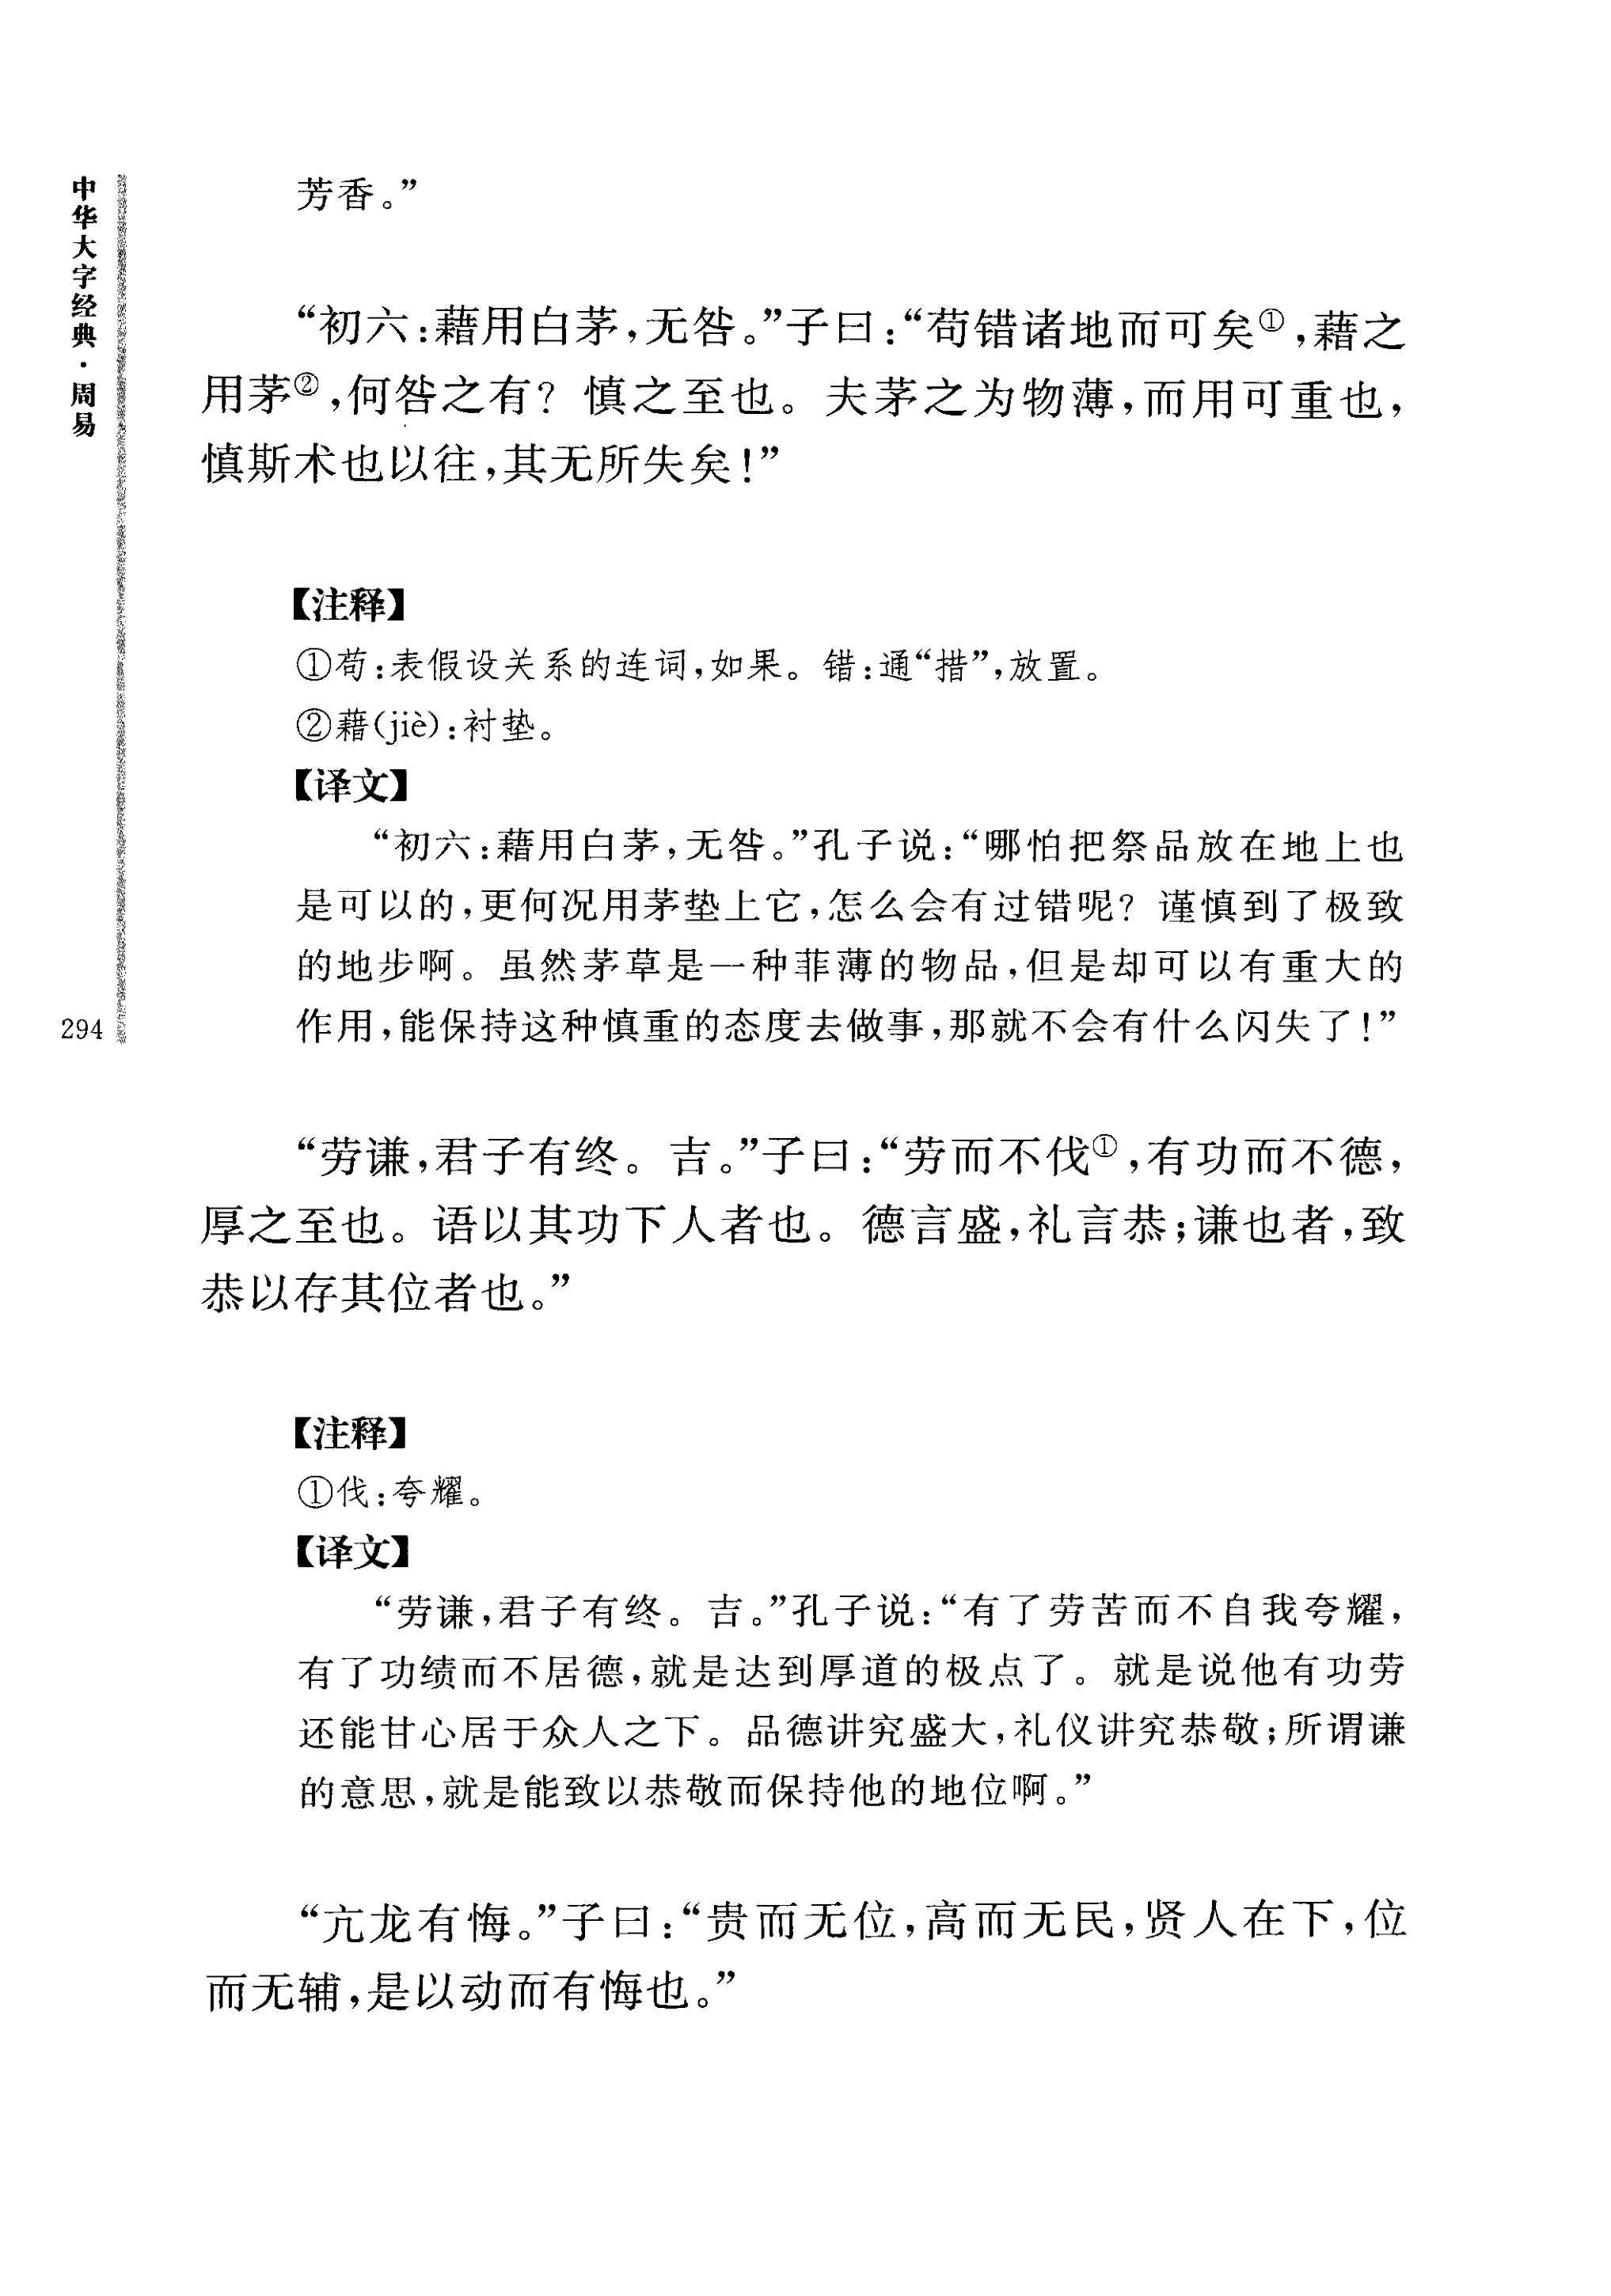 中华大字经典·周易
294
芳香。”
“初六:藉用白茅,无咎。”子曰:“苟错诸地而可矣①,藉之
用茅②,何咎之有? 慎之至也。夫茅之为物薄,而用可重也,
慎斯术也以往,其无所失矣!”
【注释】
①苟:表假设关系的连词,如果。错:通“措”,放置。
②藉(jiè):衬垫。
【译文】
“初六:藉用白茅,无咎。”孔子说:“哪怕把祭品放在地上也
是可以的,更何况用茅垫上它,怎么会有过错呢? 谨慎到了极致
的地步啊。虽然茅草是一种菲薄的物品,但是却可以有重大的
作用,能保持这种慎重的态度去做事,那就不会有什么闪失了!”
“劳谦,君子有终。吉。”子曰:“劳而不伐①,有功而不德,
厚之至也。语以其功下人者也。德言盛,礼言恭;谦也者,致
恭以存其位者也。”
【注释】
①伐:夸耀。
【译文】
“劳谦,君子有终。吉。”孔子说:“有了劳苦而不自我夸耀,
有了功绩而不居德,就是达到厚道的极点了。就是说他有功劳
还能甘心居于众人之下。品德讲究盛大,礼仪讲究恭敬;所谓谦
的意思,就是能致以恭敬而保持他的地位啊。”
“亢龙有悔。”子曰:“贵而无位,高而无民,贤人在下,位
而无辅,是以动而有悔也。”